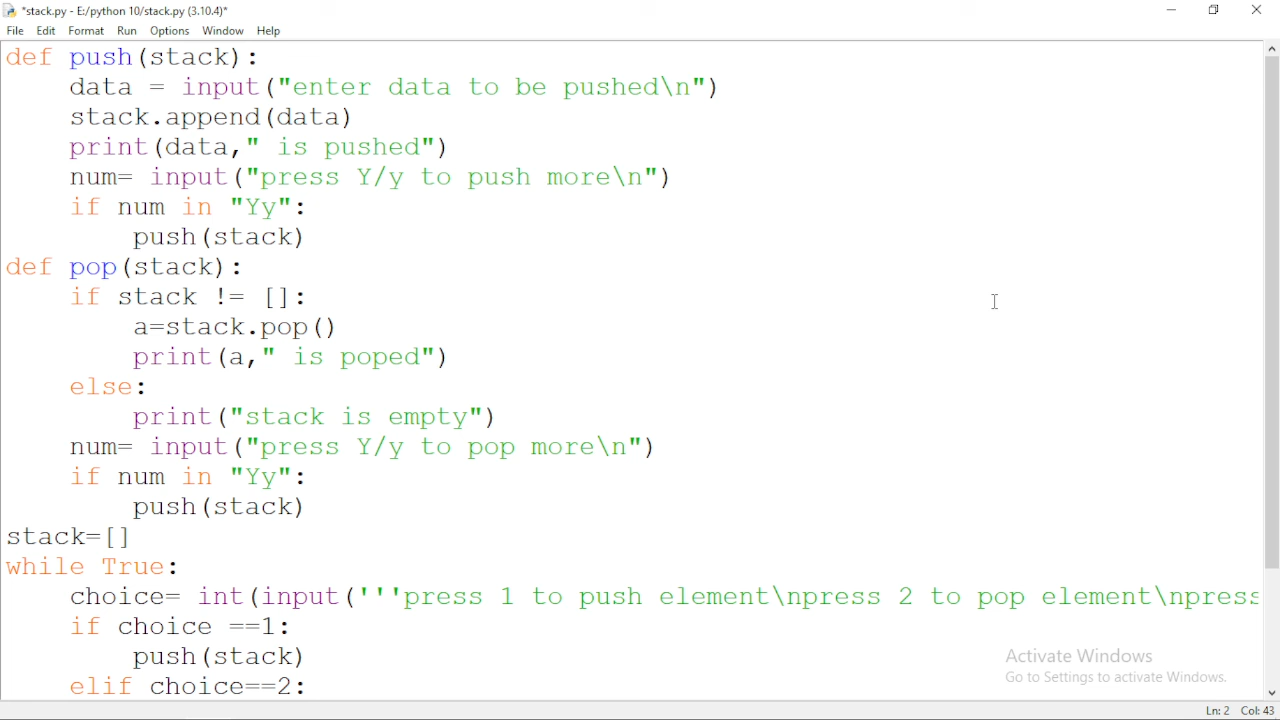 *stack.py - E:/python 10/stack.py (3.10.4)*
File Edit Format Run Options Window Help
def push(stack):
    data = input("enter data to be pushed\n")
    stack.append(data)
    print(data," is pushed")
    num= input("press Y/y to push more\n")
    if num in "Yy":
        push(stack)
def pop(stack):
    if stack != []:
        a=stack.pop()
        print(a," is poped")
    else:
        print("stack is empty")
    num= input("press Y/y to pop more\n")
    if num in "Yy":
        push(stack)
stack=[]
while True:
    choice= int(input('''press 1 to push element\npress 2 to pop element\npress
    if choice ==1:
        push(stack)
    elif choice==2:
Activate Windows
Go to Settings to activate Windows.
Ln: 2 Col: 43